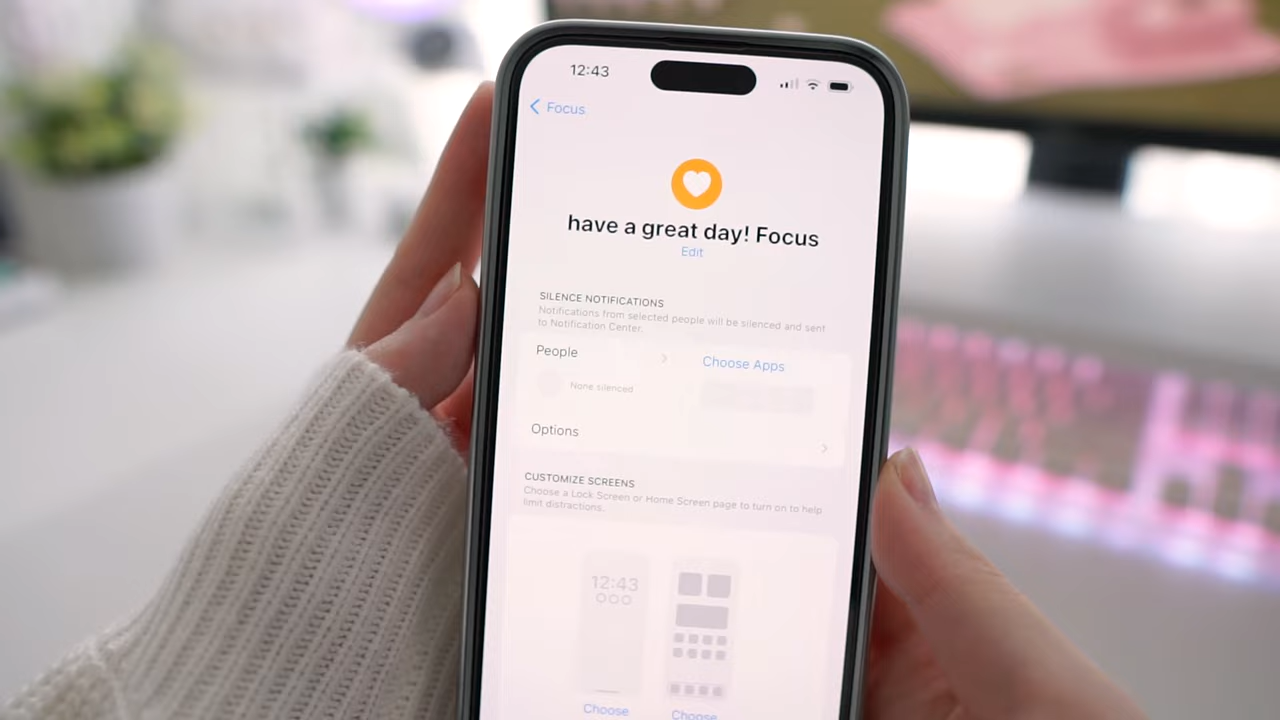 12:43
Focus
have a great day! Focus
Edit
SILENCE NOTIFICATIONS
Notifications from selected people will be silenced and sent
to Notification Center.
People
Choose Apps
None silenced
Options
CUSTOMIZE SCREENS
Choose a Lock Screen or Home Screen page to turn on to help
limit distractions.
12:43
Choose
Choose